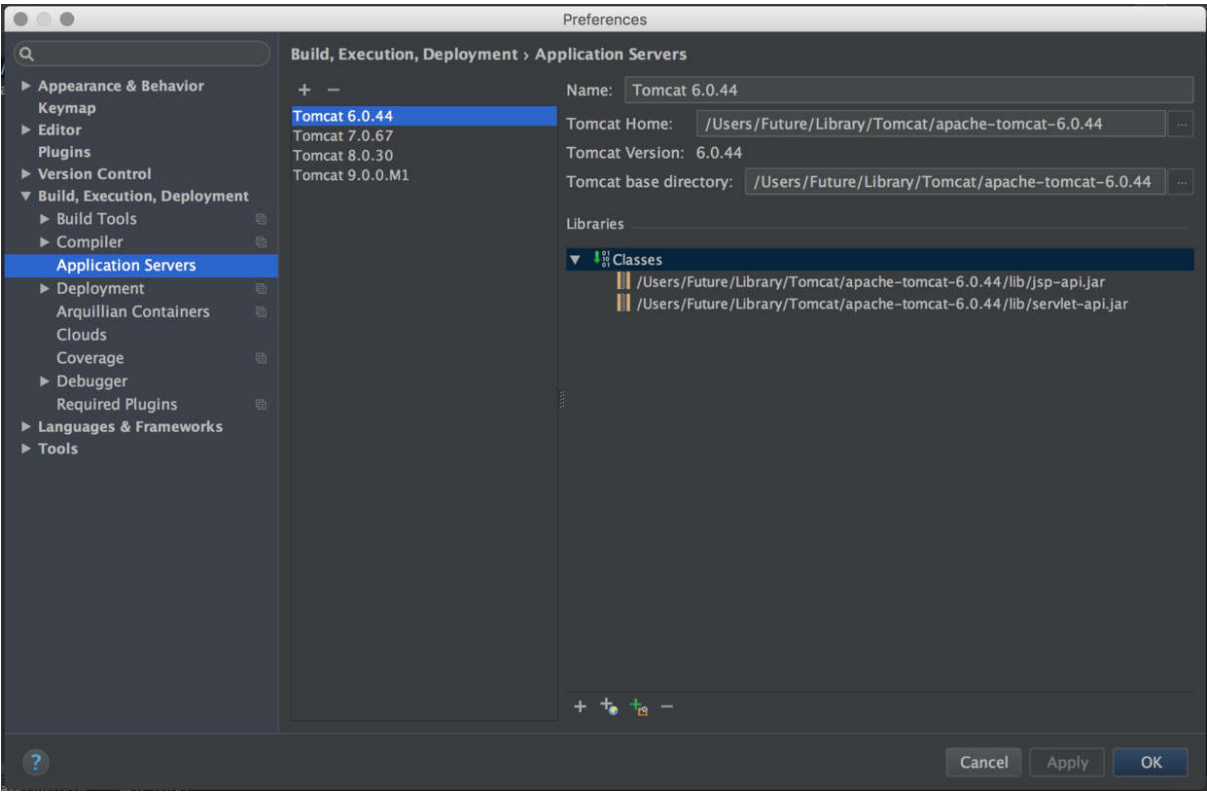 Preferences
Build, Execution, Deployment › Application Servers
Appearance & Behavior
Keymap
Editor
Plugins
Version Control
Build, Execution, Deployment
Build Tools
Compiler
Application Servers
Deployment
Arquillian Containers
Clouds
Coverage
Debugger
Required Plugins
Languages & Frameworks
Tools
Tomcat 6.0.44
Tomcat 7.0.67
Tomcat 8.0.30
Tomcat 9.0.0.M1
Name: Tomcat 6.0.44
Tomcat Home: /Users/Future/Library/Tomcat/apache-tomcat-6.0.44 ...
Tomcat Version: 6.0.44
Tomcat base directory: /Users/Future/Library/Tomcat/apache-tomcat-6.0.44 ...
Libraries
Classes
/Users/Future/Library/Tomcat/apache-tomcat-6.0.44/lib/jsp-api.jar
/Users/Future/Library/Tomcat/apache-tomcat-6.0.44/lib/servlet-api.jar
? Cancel Apply OK